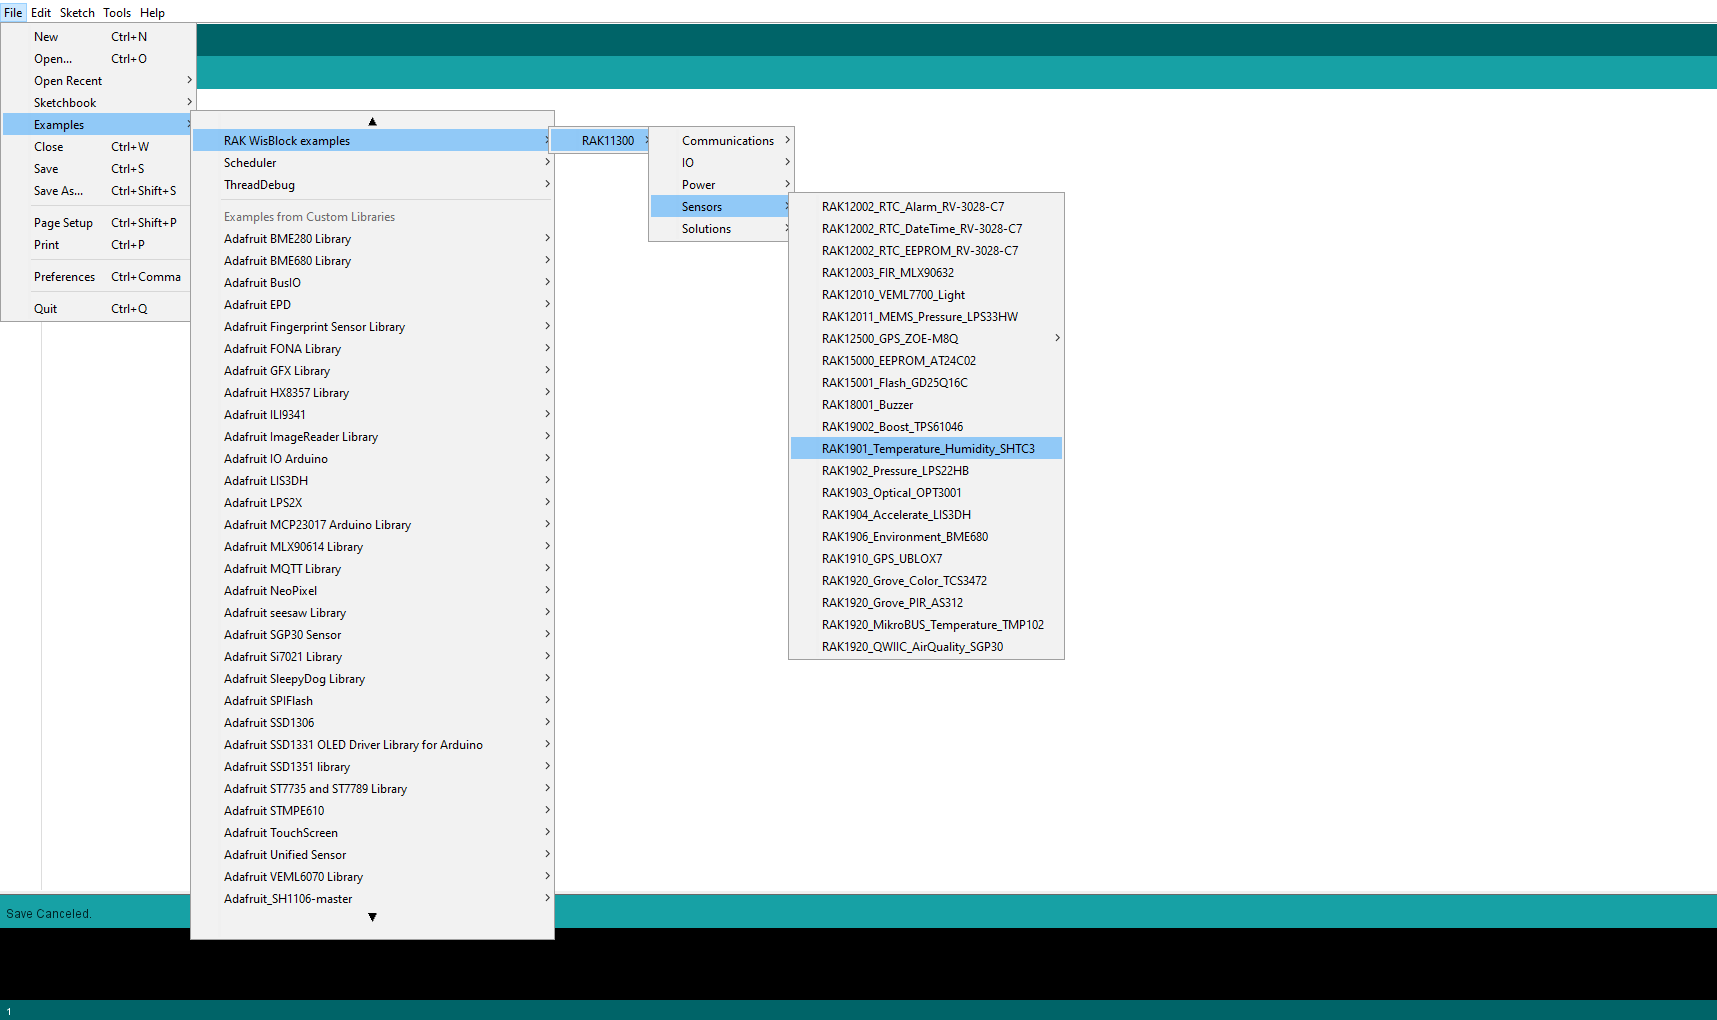 File Edit Sketch Tools Help
New Ctrl+N
Open... Ctrl+O
Open Recent
Sketchbook
Examples
Close Ctrl+W
Save Ctrl+S
Save As... Ctrl+Shift+S
Page Setup Ctrl+Shift+P
Print Ctrl+P
Preferences Ctrl+Comma
Quit Ctrl+Q
RAK WisBlock examples
Scheduler
ThreadDebug
Examples from Custom Libraries
Adafruit BME280 Library
Adafruit BME680 Library
Adafruit BusIO
Adafruit EPD
Adafruit Fingerprint Sensor Library
Adafruit FONA Library
Adafruit GFX Library
Adafruit HX8357 Library
Adafruit ILI9341
Adafruit ImageReader Library
Adafruit IO Arduino
Adafruit LIS3DH
Adafruit LPS2X
Adafruit MCP23017 Arduino Library
Adafruit MLX90614 Library
Adafruit MQTT Library
Adafruit NeoPixel
Adafruit seesaw Library
Adafruit SGP30 Sensor
Adafruit Si7021 Library
Adafruit SleepyDog Library
Adafruit SPIFlash
Adafruit SSD1306
Adafruit SSD1331 OLED Driver Library for Arduino
Adafruit SSD1351 library
Adafruit ST7735 and ST7789 Library
Adafruit STMPE610
Adafruit TouchScreen
Adafruit Unified Sensor
Adafruit VEML6070 Library
Adafruit_SH1106-master
RAK11300
Communications
IO
Power
Sensors
Solutions
RAK12002_RTC_Alarm_RV-3028-C7
RAK12002_RTC_DateTime_RV-3028-C7
RAK12002_RTC_EEPROM_RV-3028-C7
RAK12003_FIR_MLX90632
RAK12010_VEML7700_Light
RAK12011_MEMS_Pressure_LPS33HW
RAK12500_GPS_ZOE-M8Q
RAK15000_EEPROM_AT24C02
RAK15001_Flash_GD25Q16C
RAK18001_Buzzer
RAK19002_Boost_TPS61046
RAK1901_Temperature_Humidity_SHTC3
RAK1902_Pressure_LPS22HB
RAK1903_Optical_OPT3001
RAK1904_Accelerate_LIS3DH
RAK1906_Environment_BME680
RAK1910_GPS_UBLOX7
RAK1920_Grove_Color_TCS3472
RAK1920_Grove_PIR_AS312
RAK1920_MikroBUS_Temperature_TMP102
RAK1920_QWIIC_AirQuality_SGP30
Save Canceled.
1